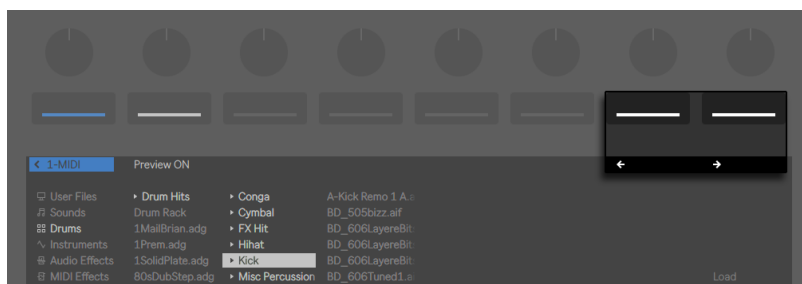 1-MIDI Preview ON
User Files Drum Hits Conga A-Kick Remo 1 A.a
Sounds Drum Rack Cymbal BD_505bizz.aif
Drums 1MailBrian.adg FX Hit BD_606LayereBit
Instruments 1Prem.adg Hihat BD_606LayereBit
Audio Effects 1SolidPlate.adg Kick BD_606LayereBit
MIDI Effects 80sDubStep.adg Misc Percussion BD_606Tuned1.a Load